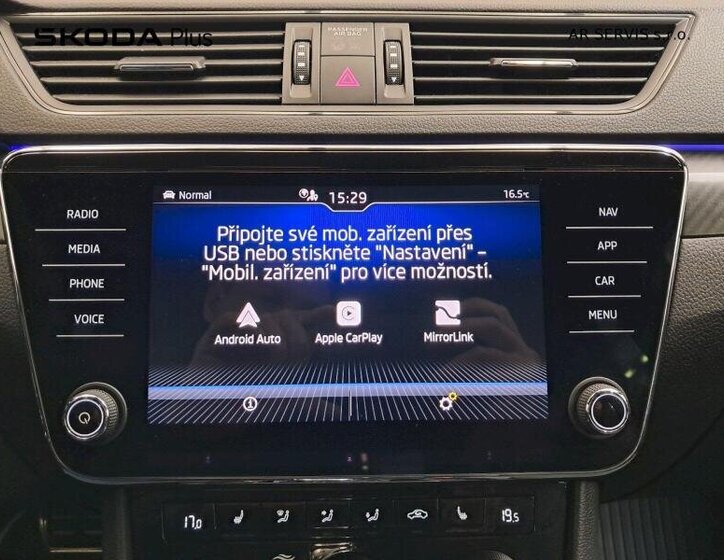 ŠKODA Plus
AR SERVIS s.r.o.
PASSENGER
AIR BAG
Normal
15:29
16.5°C
RADIO
MEDIA
PHONE
VOICE
Připojte své mob. zařízení přes
USB nebo stiskněte "Nastavení" –
"Mobil. zařízení" pro více možností.
Android Auto
Apple CarPlay
MirrorLink
NAV
APP
CAR
MENU
17.0
19.5